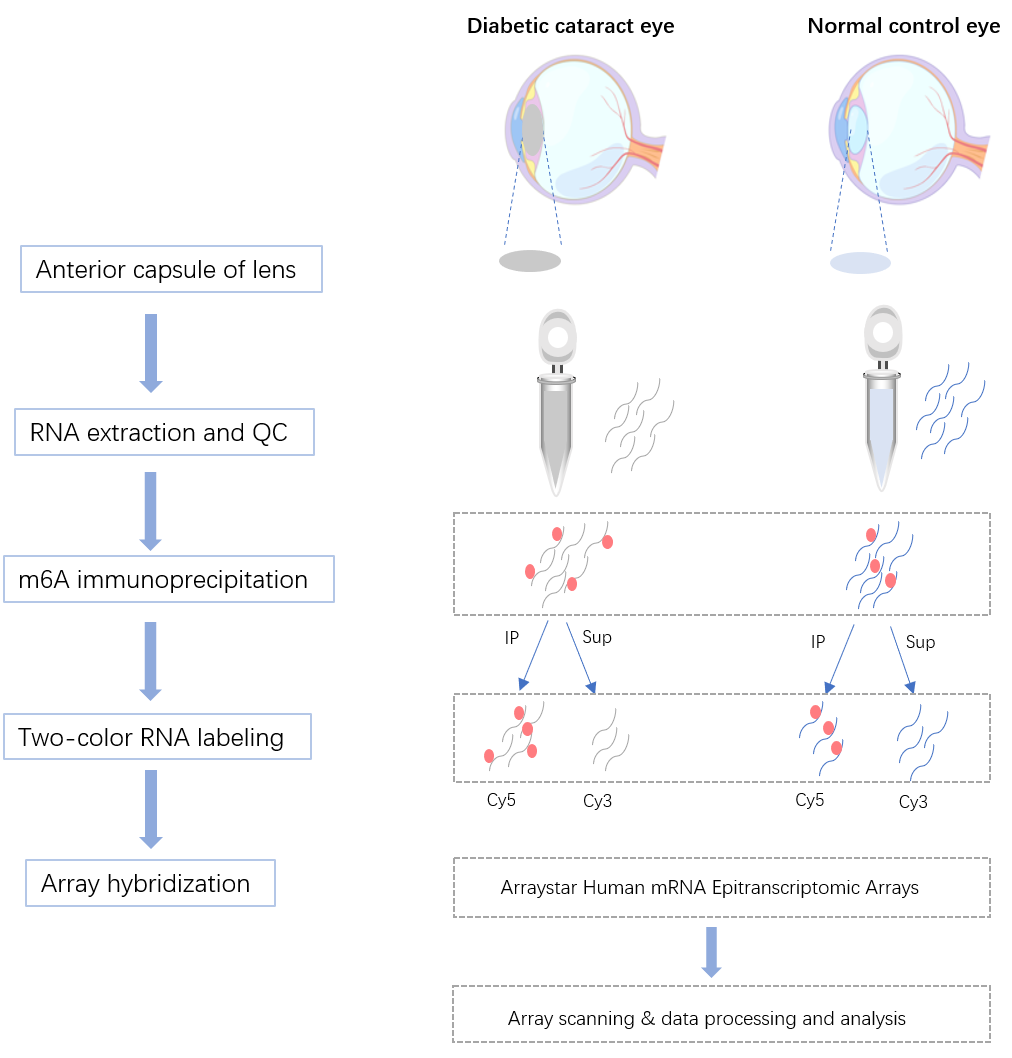 Diabetic cataract eye
Normal control eye
Anterior capsule of lens
RNA extraction and QC
m6A immunoprecipitation
IP
Sup
IP
Sup
Two-color RNA labeling
Cy5
Cy3
Cy5
Cy3
Array hybridization
Arraystar Human mRNA Epitranscriptomic Arrays
Array scanning & data processing and analysis